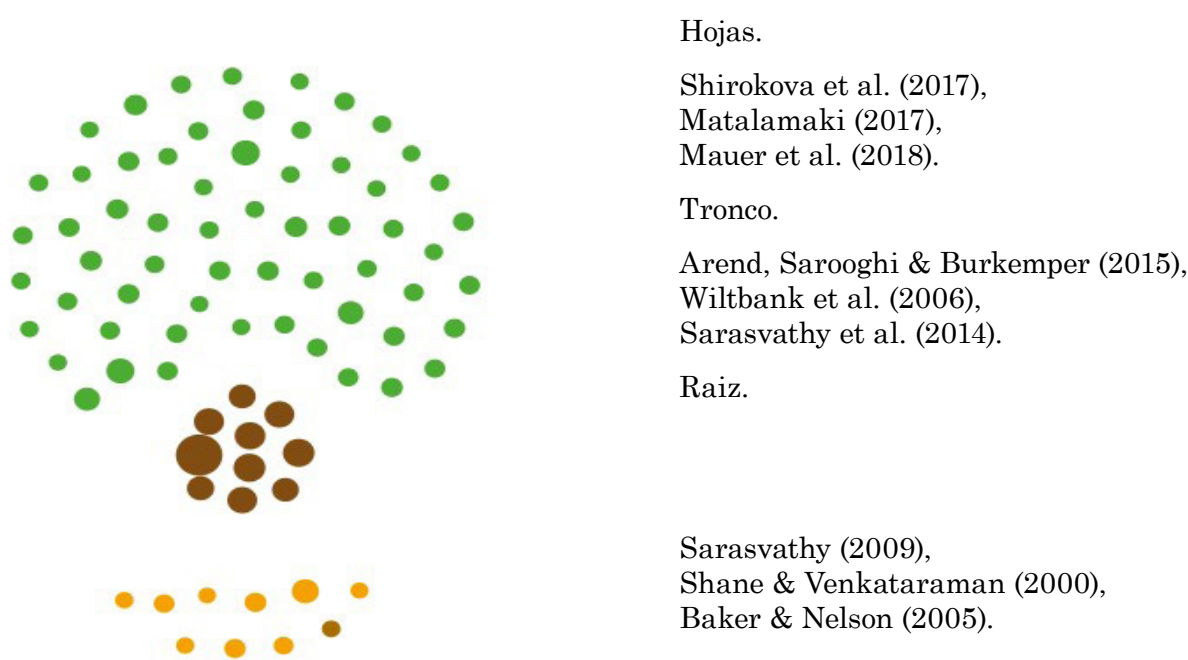 Hojas.
Shirokova et al. (2017),
Matalamaki (2017),
Mauer et al. (2018).
Tronco.
Arend, Sarooghi & Burkemper (2015),
Wiltbank et al. (2006),
Sarasvathy et al. (2014).
Raiz.
Sarasvathy (2009),
Shane & Venkataraman (2000),
Baker & Nelson (2005).